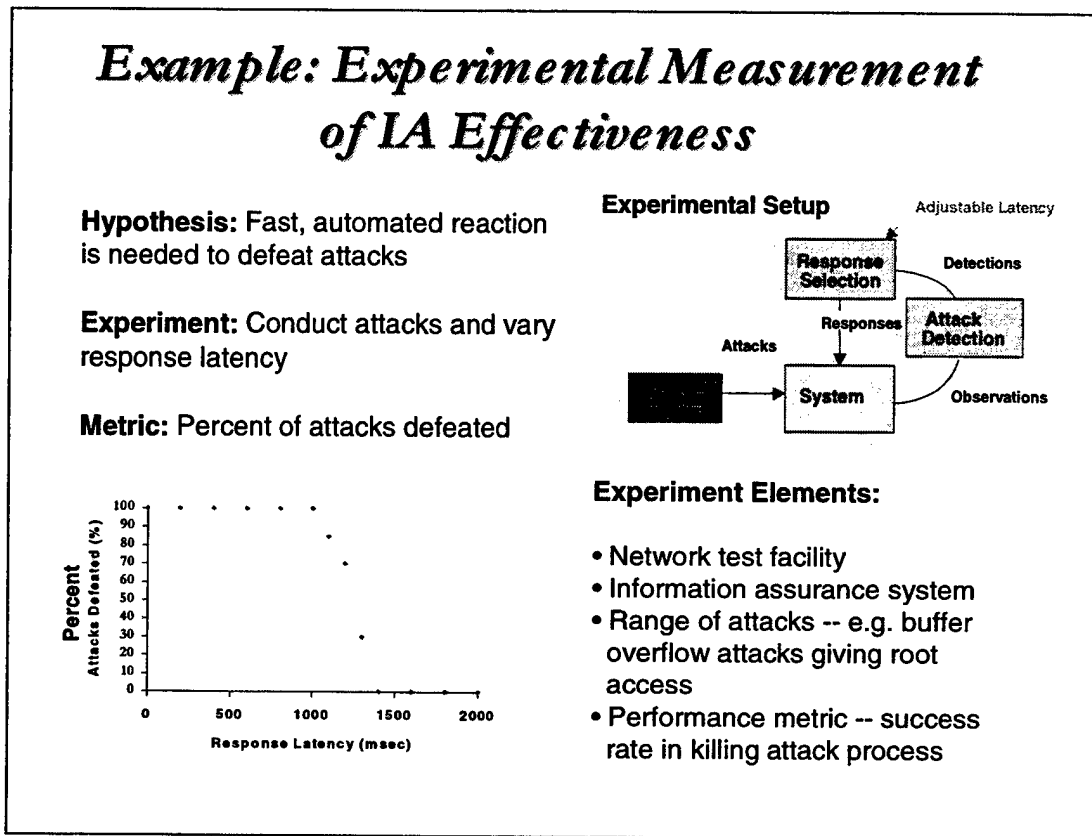 Example: Experimental Measurement
of IA Effectiveness
Hypothesis: Fast, automated reaction
is needed to defeat attacks
Experiment: Conduct attacks and vary
response latency
Metric: Percent of attacks defeated
Experimental Setup
Adjustable Latency
Response
Selection
Detections
Responses
Attack
Detection
Attacks
System
Observations
Percent
Attacks Defeated (%)
100
90
80
70
60
50
40
30
20
10
0
0
500
1000
1500
2000
Response Latency (msec)
Experiment Elements:
• Network test facility
• Information assurance system
• Range of attacks -- e.g. buffer
overflow attacks giving root
access
• Performance metric -- success
rate in killing attack process